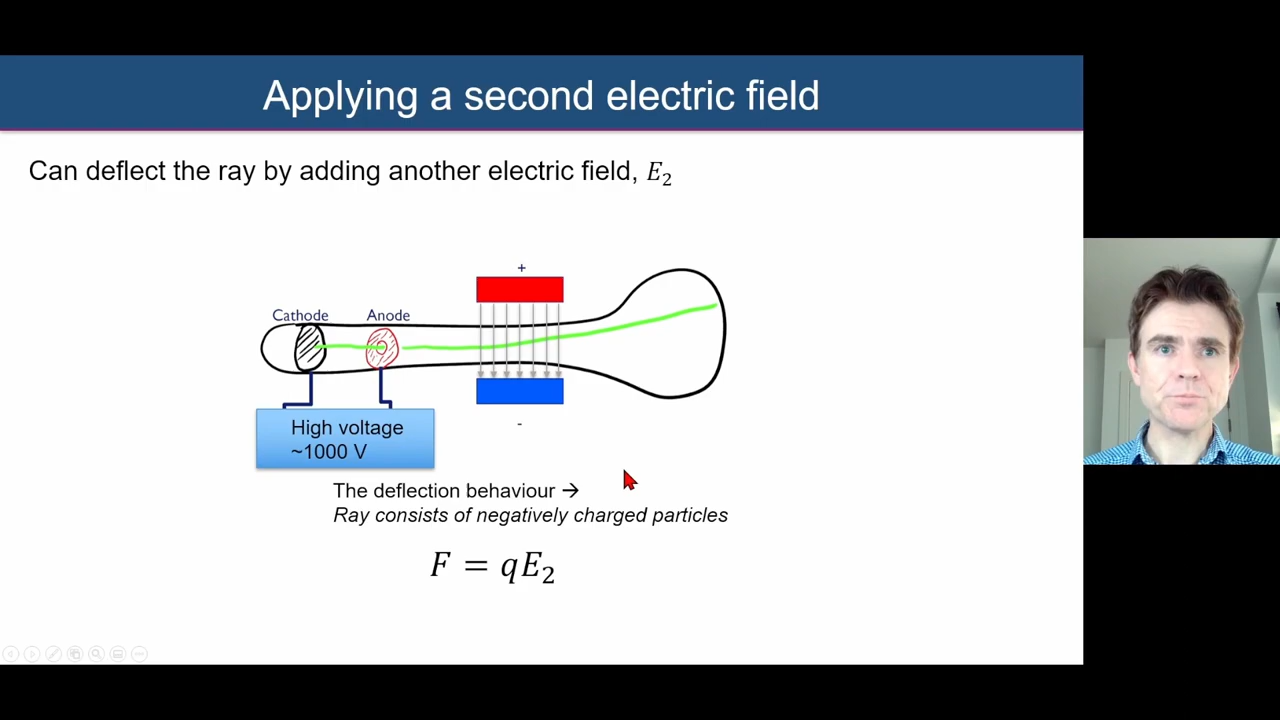 Applying a second electric field
Can deflect the ray by adding another electric field, E₂
+
Cathode
Anode
-
High voltage
~1000 V
The deflection behaviour →
Ray consists of negatively charged particles
F = qE₂